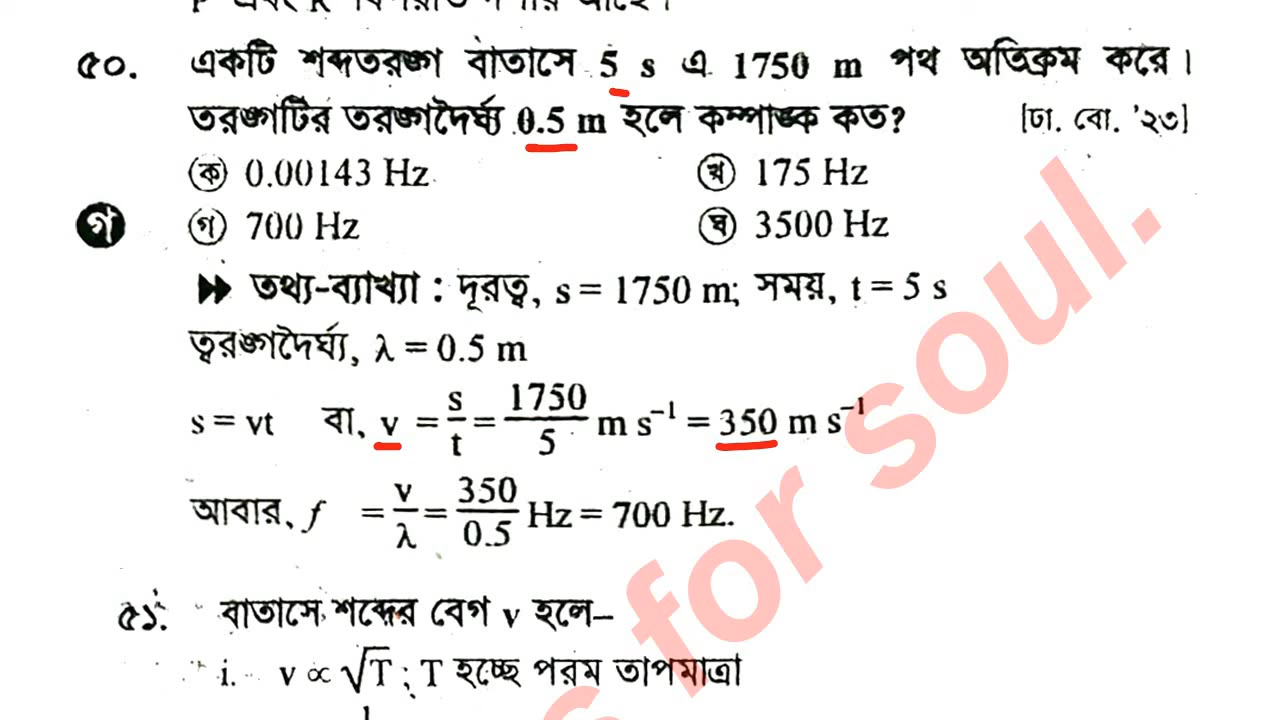 ৫০. একটি শব্দতরঙ্গ বাতাসে 5 s এ 1750 m পথ অতিক্রম করে।
তরঙ্গটির তরঙ্গদৈর্ঘ্য 0.5 m হলে কম্পাঙ্ক কত? [ঢা. বো. '২৩]
ক 0.00143 Hz খ 175 Hz
গ গ 700 Hz ঘ 3500 Hz
তথ্য-ব্যাখ্যা : দূরত্ব, s = 1750 m; সময়, t = 5 s
ত্বরঙ্গদৈর্ঘ্য, λ = 0.5 m
s = vt বা, v = s/t = 1750/5 m s⁻¹ = 350 m s⁻¹
আবার, f = v/λ = 350/0.5 Hz = 700 Hz.
৫১. বাতাসে শব্দের বেগ v হলে–
i. v ∝ √T ; T হচ্ছে পরম তাপমাত্রা
s for soul.